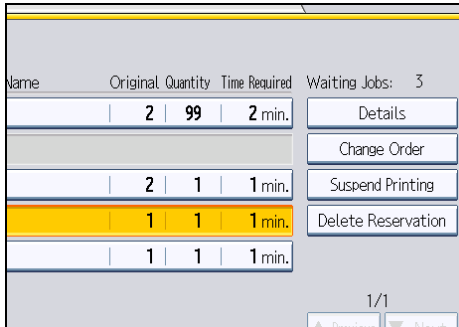 Name Original Quantity Time Required Waiting Jobs: 3
2 99 2 min. Details
Change Order
2 1 1 min. Suspend Printing
1 1 1 min. Delete Reservation
1 1 1 min.
1/1